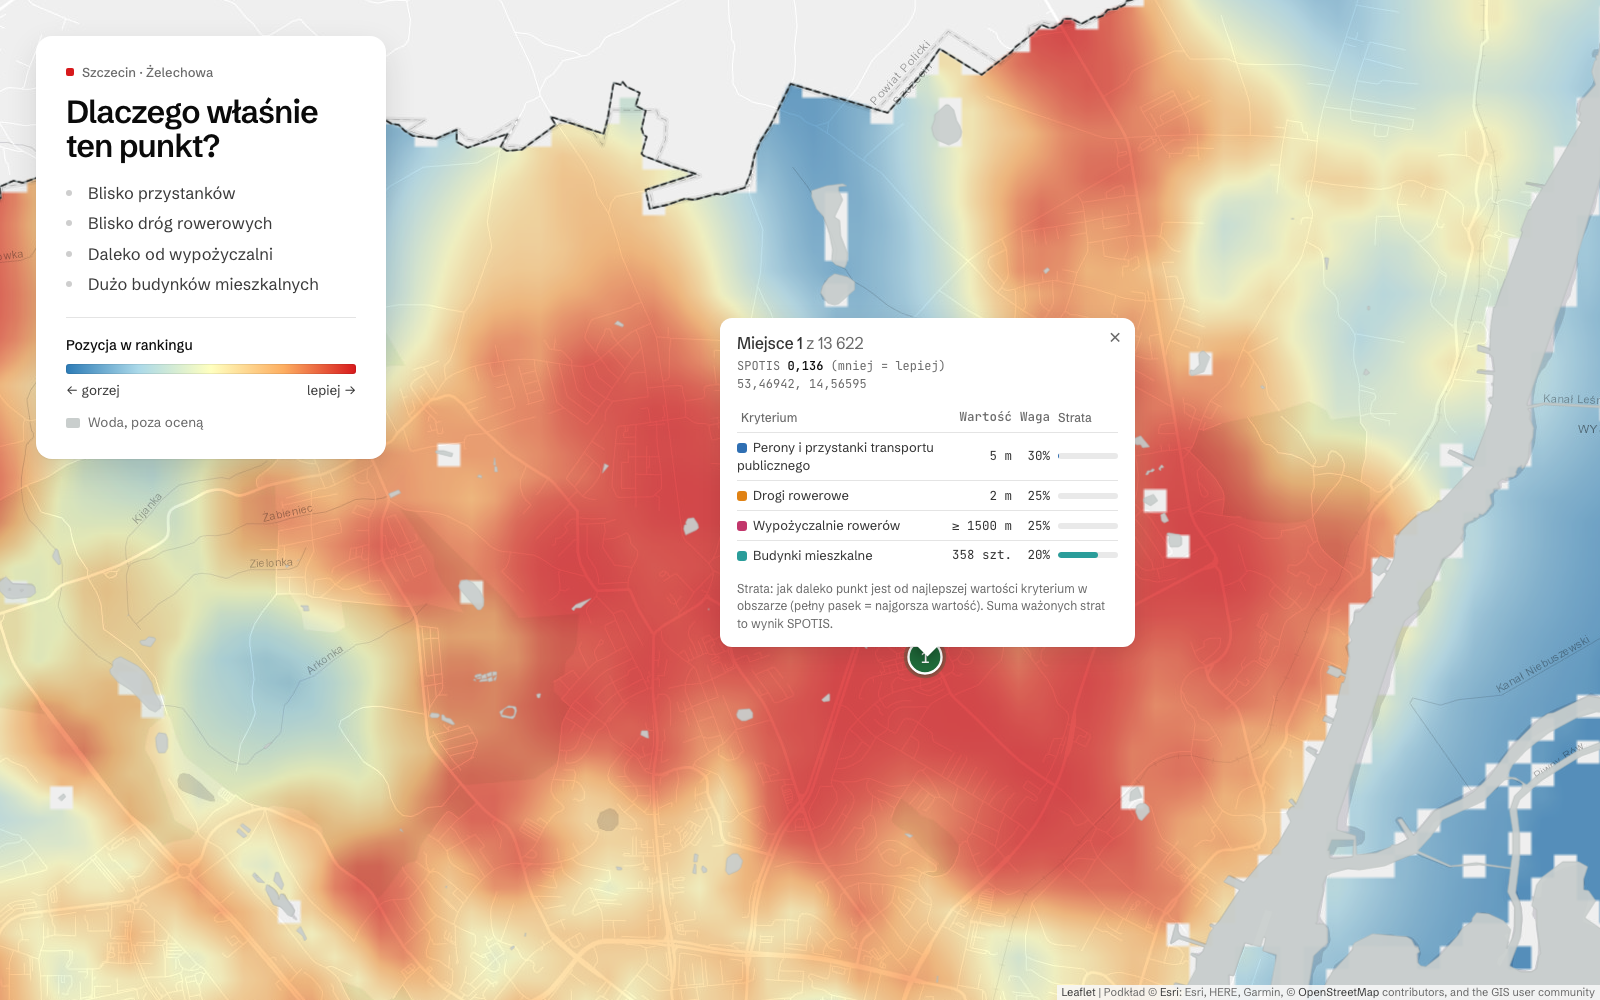 Szczecin · Żelechowa
Dlaczego właśnie
ten punkt?
Blisko przystanków
Blisko dróg rowerowych
Daleko od wypożyczalni
Dużo budynków mieszkalnych
Pozycja w rankingu
← gorzej lepiej →
Woda, poza oceną
Powiat Policki
Szczecin
Miejsce 1 z 13 622
SPOTIS 0,136 (mniej = lepiej)
53,46942, 14,56595
Kryterium Wartość Waga Strata
Perony i przystanki transportu
publicznego 5 m 30%
Drogi rowerowe 2 m 25%
Wypożyczalnie rowerów ≥ 1500 m 25%
Budynki mieszkalne 358 szt. 20%
Strata: jak daleko punkt jest od najlepszej wartości kryterium w
obszarze (pełny pasek = najgorsza wartość). Suma ważonych strat
to wynik SPOTIS.
1
Kijanka
Żabieniec
Zielonka
Arkonka
WY
Kanał Niebuszewski
Leaflet | Podkład © Esri: Esri, HERE, Garmin, © OpenStreetMap contributors, and the GIS user community